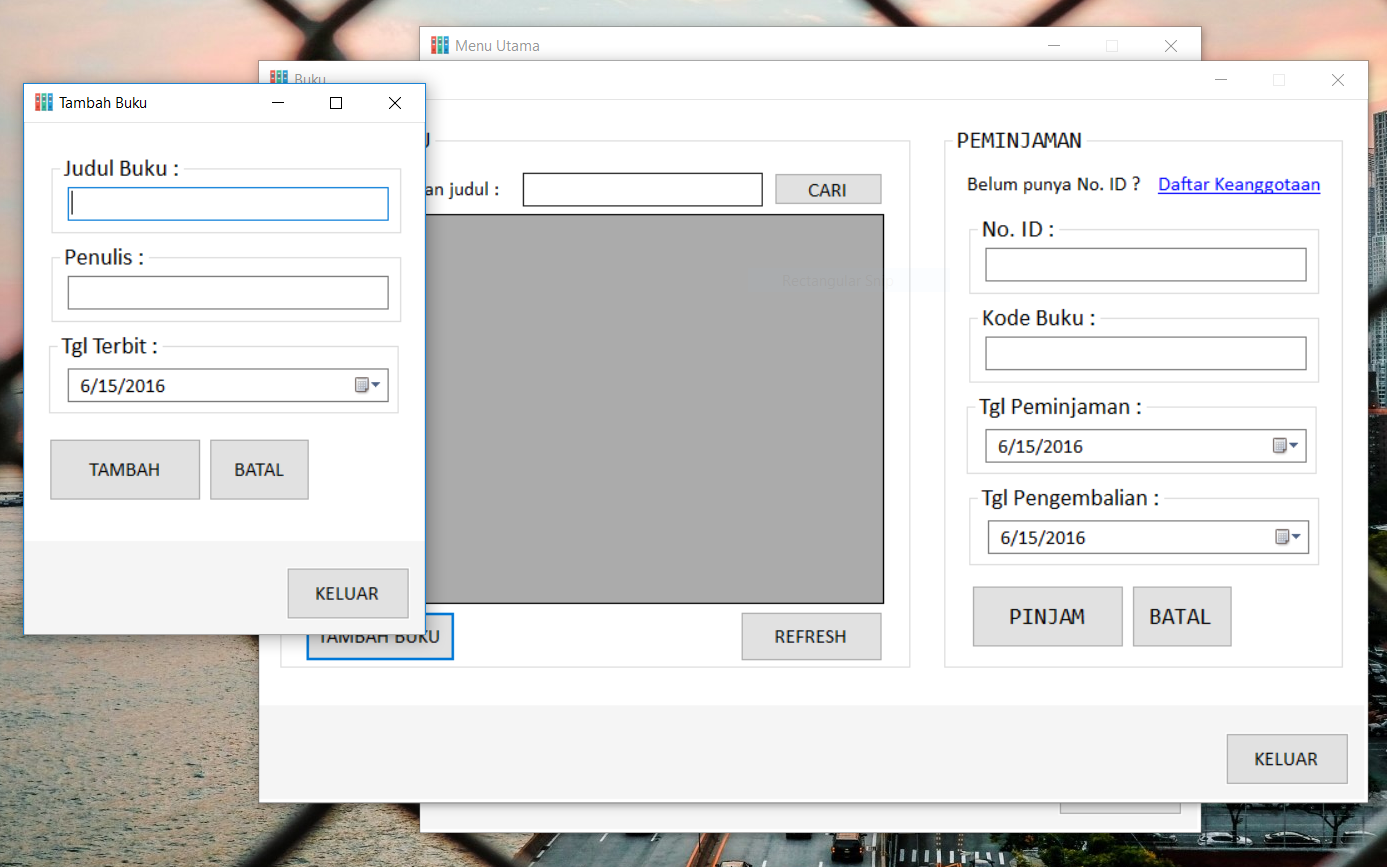 Menu Utama
Buku
Tambah Buku
Judul Buku :
Penulis :
Tgl Terbit :
6/15/2016
TAMBAH
BATAL
KELUAR
an judul :
CARI
Rectangular Snip
TAMBAH BUKU
REFRESH
PEMINJAMAN
Belum punya No. ID ?
Daftar Keanggotaan
No. ID :
Kode Buku :
Tgl Peminjaman :
6/15/2016
Tgl Pengembalian :
6/15/2016
PINJAM
BATAL
KELUAR